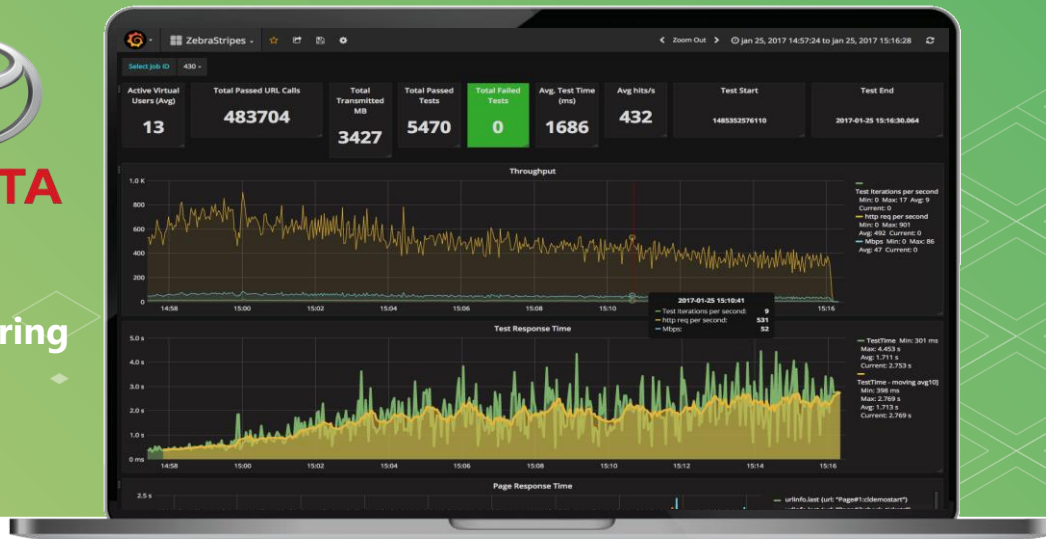 TA
ring
ZebraStripes
Zoom Out
Jan 25, 2017 14:57:24 to Jan 25, 2017 15:16:28
Select Job ID 430
Active Virtual
Users (Avg)
13
Total Passed URL Calls
483704
Total
Transmitted
MB
3427
Total Passed
Tests
5470
Total Failed
Tests
0
Avg. Test Time
(ms)
1686
Avg hits/s
432
Test Start
1485352576110
Test End
2017-01-25 15:16:30.064
Throughput
1.0 K
800
600
400
200
0
14:58 15:00 15:02 15:04 15:06 15:08 15:10 15:16
Test Iterations per second
Min: 0 Max: 17 Avg: 9
Current: 0
http req per second
Min: 0 Max: 901
Avg: 492 Current: 0
Mbps Min: 0 Max: 86
Avg: 47 Current: 0
2017-01-25 15:10:41
Test Iterations per second: 9
http req per second: 531
Mbps: 52
Test Response Time
5.0 s
4.0 s
3.0 s
2.0 s
1.0 s
0 ms
14:58 15:00 15:02 15:04 15:06 15:08 15:10 15:12 15:14 15:16
TestTime Min: 301 ms
Max: 4.453 s
Avg: 1.711 s
Current: 2.753 s
TestTime - moving avg10]
Min: 398 ms
Max: 2.769 s
Avg: 1.713 s
Current: 2.769 s
Page Response Time
2.5 s
urlinfo.last {url: "Page#1:cldemostart"}